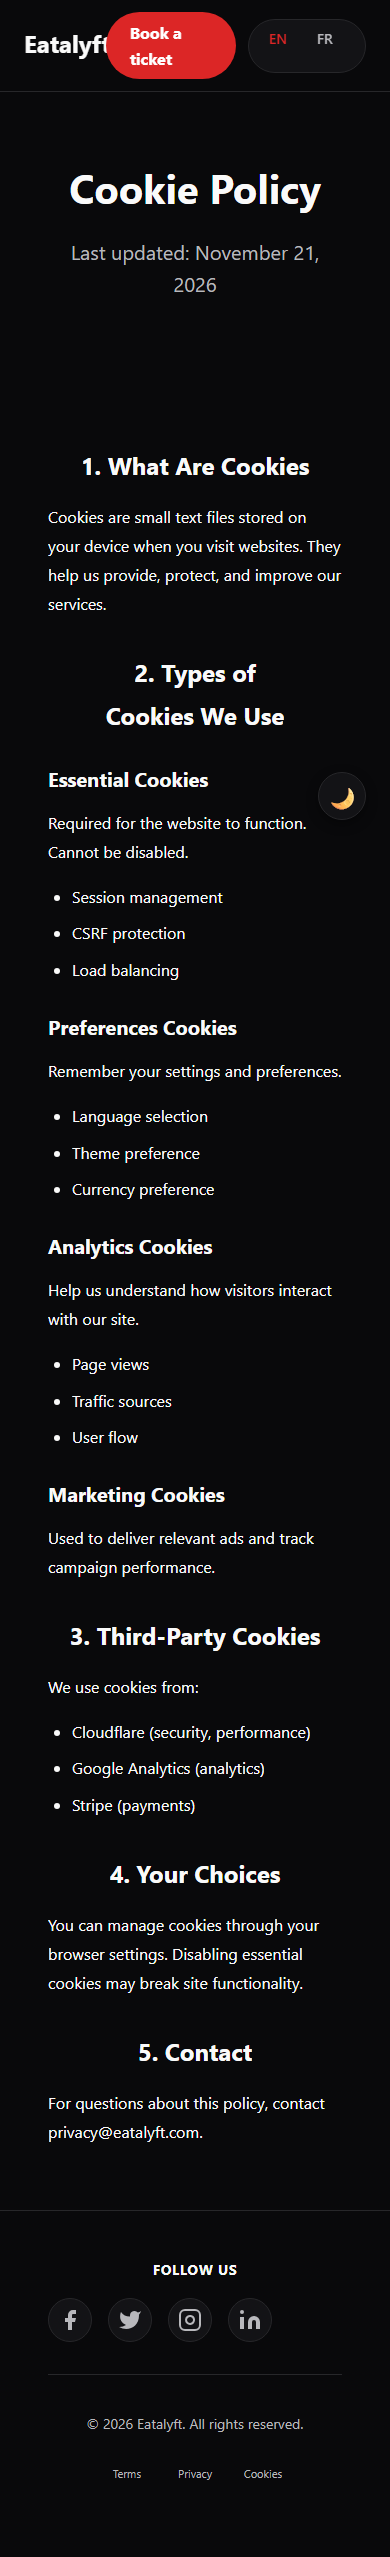 Eatalyft
Book a
ticket
EN
FR
Cookie Policy
Last updated: November 21,
2026
1. What Are Cookies
Cookies are small text files stored on
your device when you visit websites. They
help us provide, protect, and improve our
services.
2. Types of
Cookies We Use
Essential Cookies
Required for the website to function.
Cannot be disabled.
• Session management
• CSRF protection
• Load balancing
Preferences Cookies
Remember your settings and preferences.
• Language selection
• Theme preference
• Currency preference
Analytics Cookies
Help us understand how visitors interact
with our site.
• Page views
• Traffic sources
• User flow
Marketing Cookies
Used to deliver relevant ads and track
campaign performance.
3. Third-Party Cookies
We use cookies from:
• Cloudflare (security, performance)
• Google Analytics (analytics)
• Stripe (payments)
4. Your Choices
You can manage cookies through your
browser settings. Disabling essential
cookies may break site functionality.
5. Contact
For questions about this policy, contact
privacy@eatalyft.com.
FOLLOW US
© 2026 Eatalyft. All rights reserved.
Terms
Privacy
Cookies